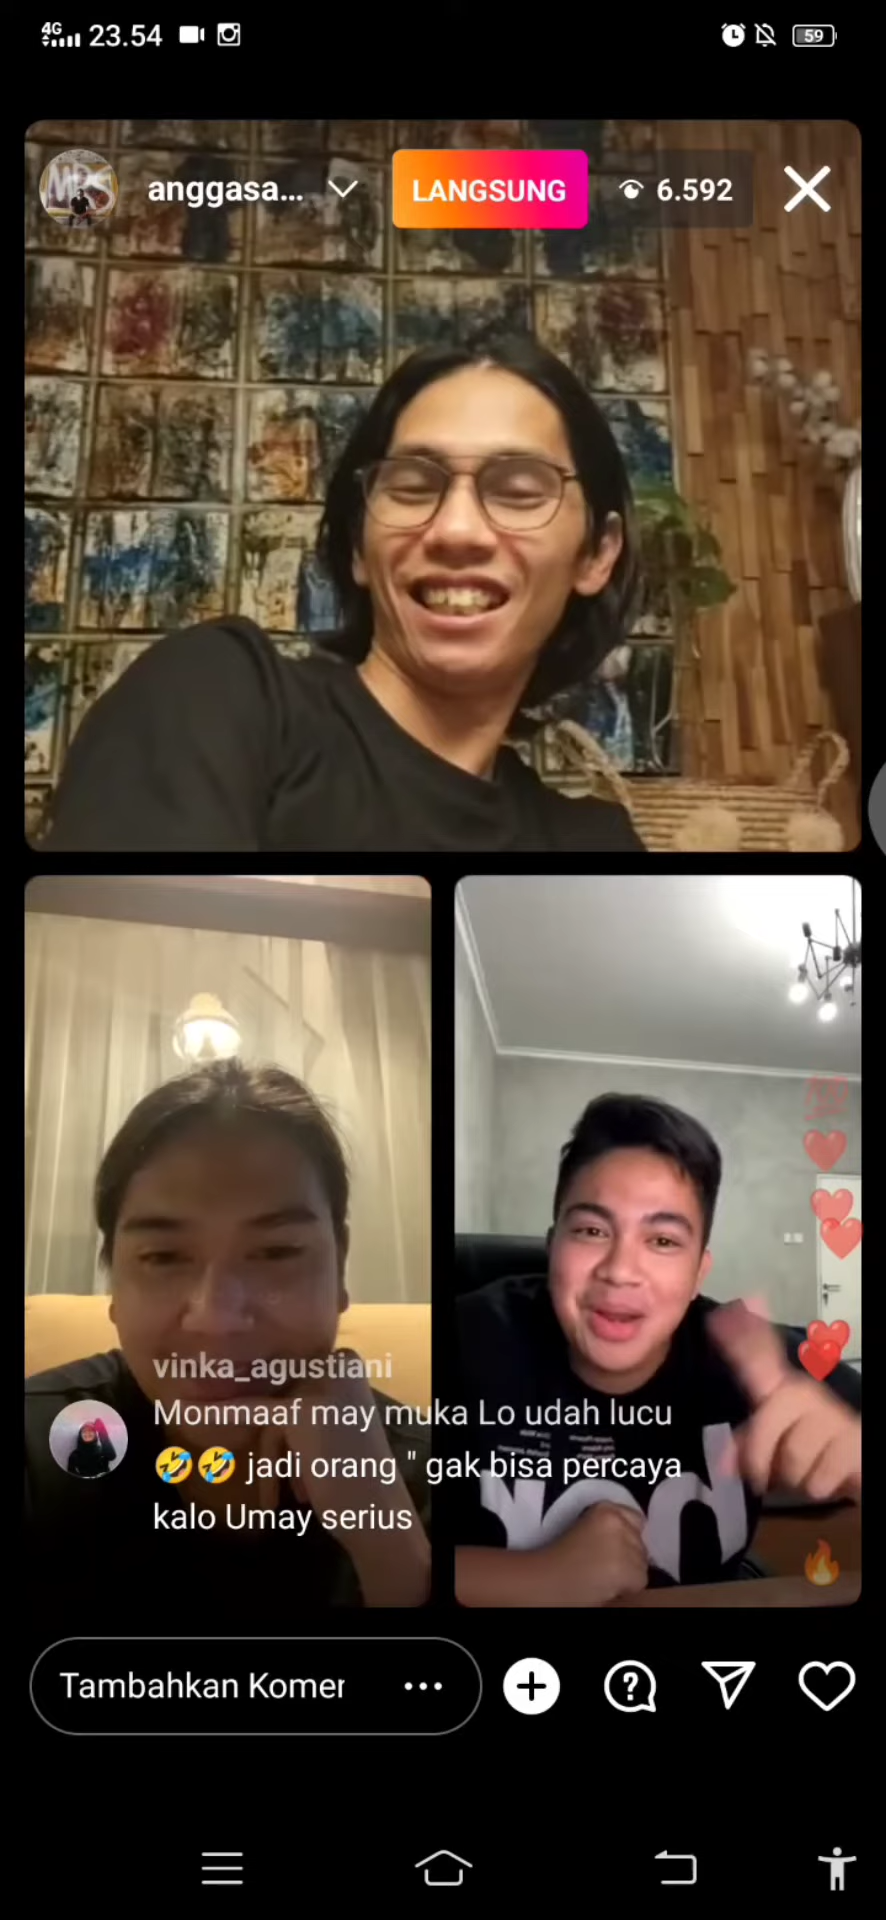 4G 23.54 59
anggasa... LANGSUNG 6.592
vinka_agustiani
Monmaaf may muka Lo udah lucu
🤣🤣 jadi orang " gak bisa percaya
kalo Umay serius
Tambahkan Komer